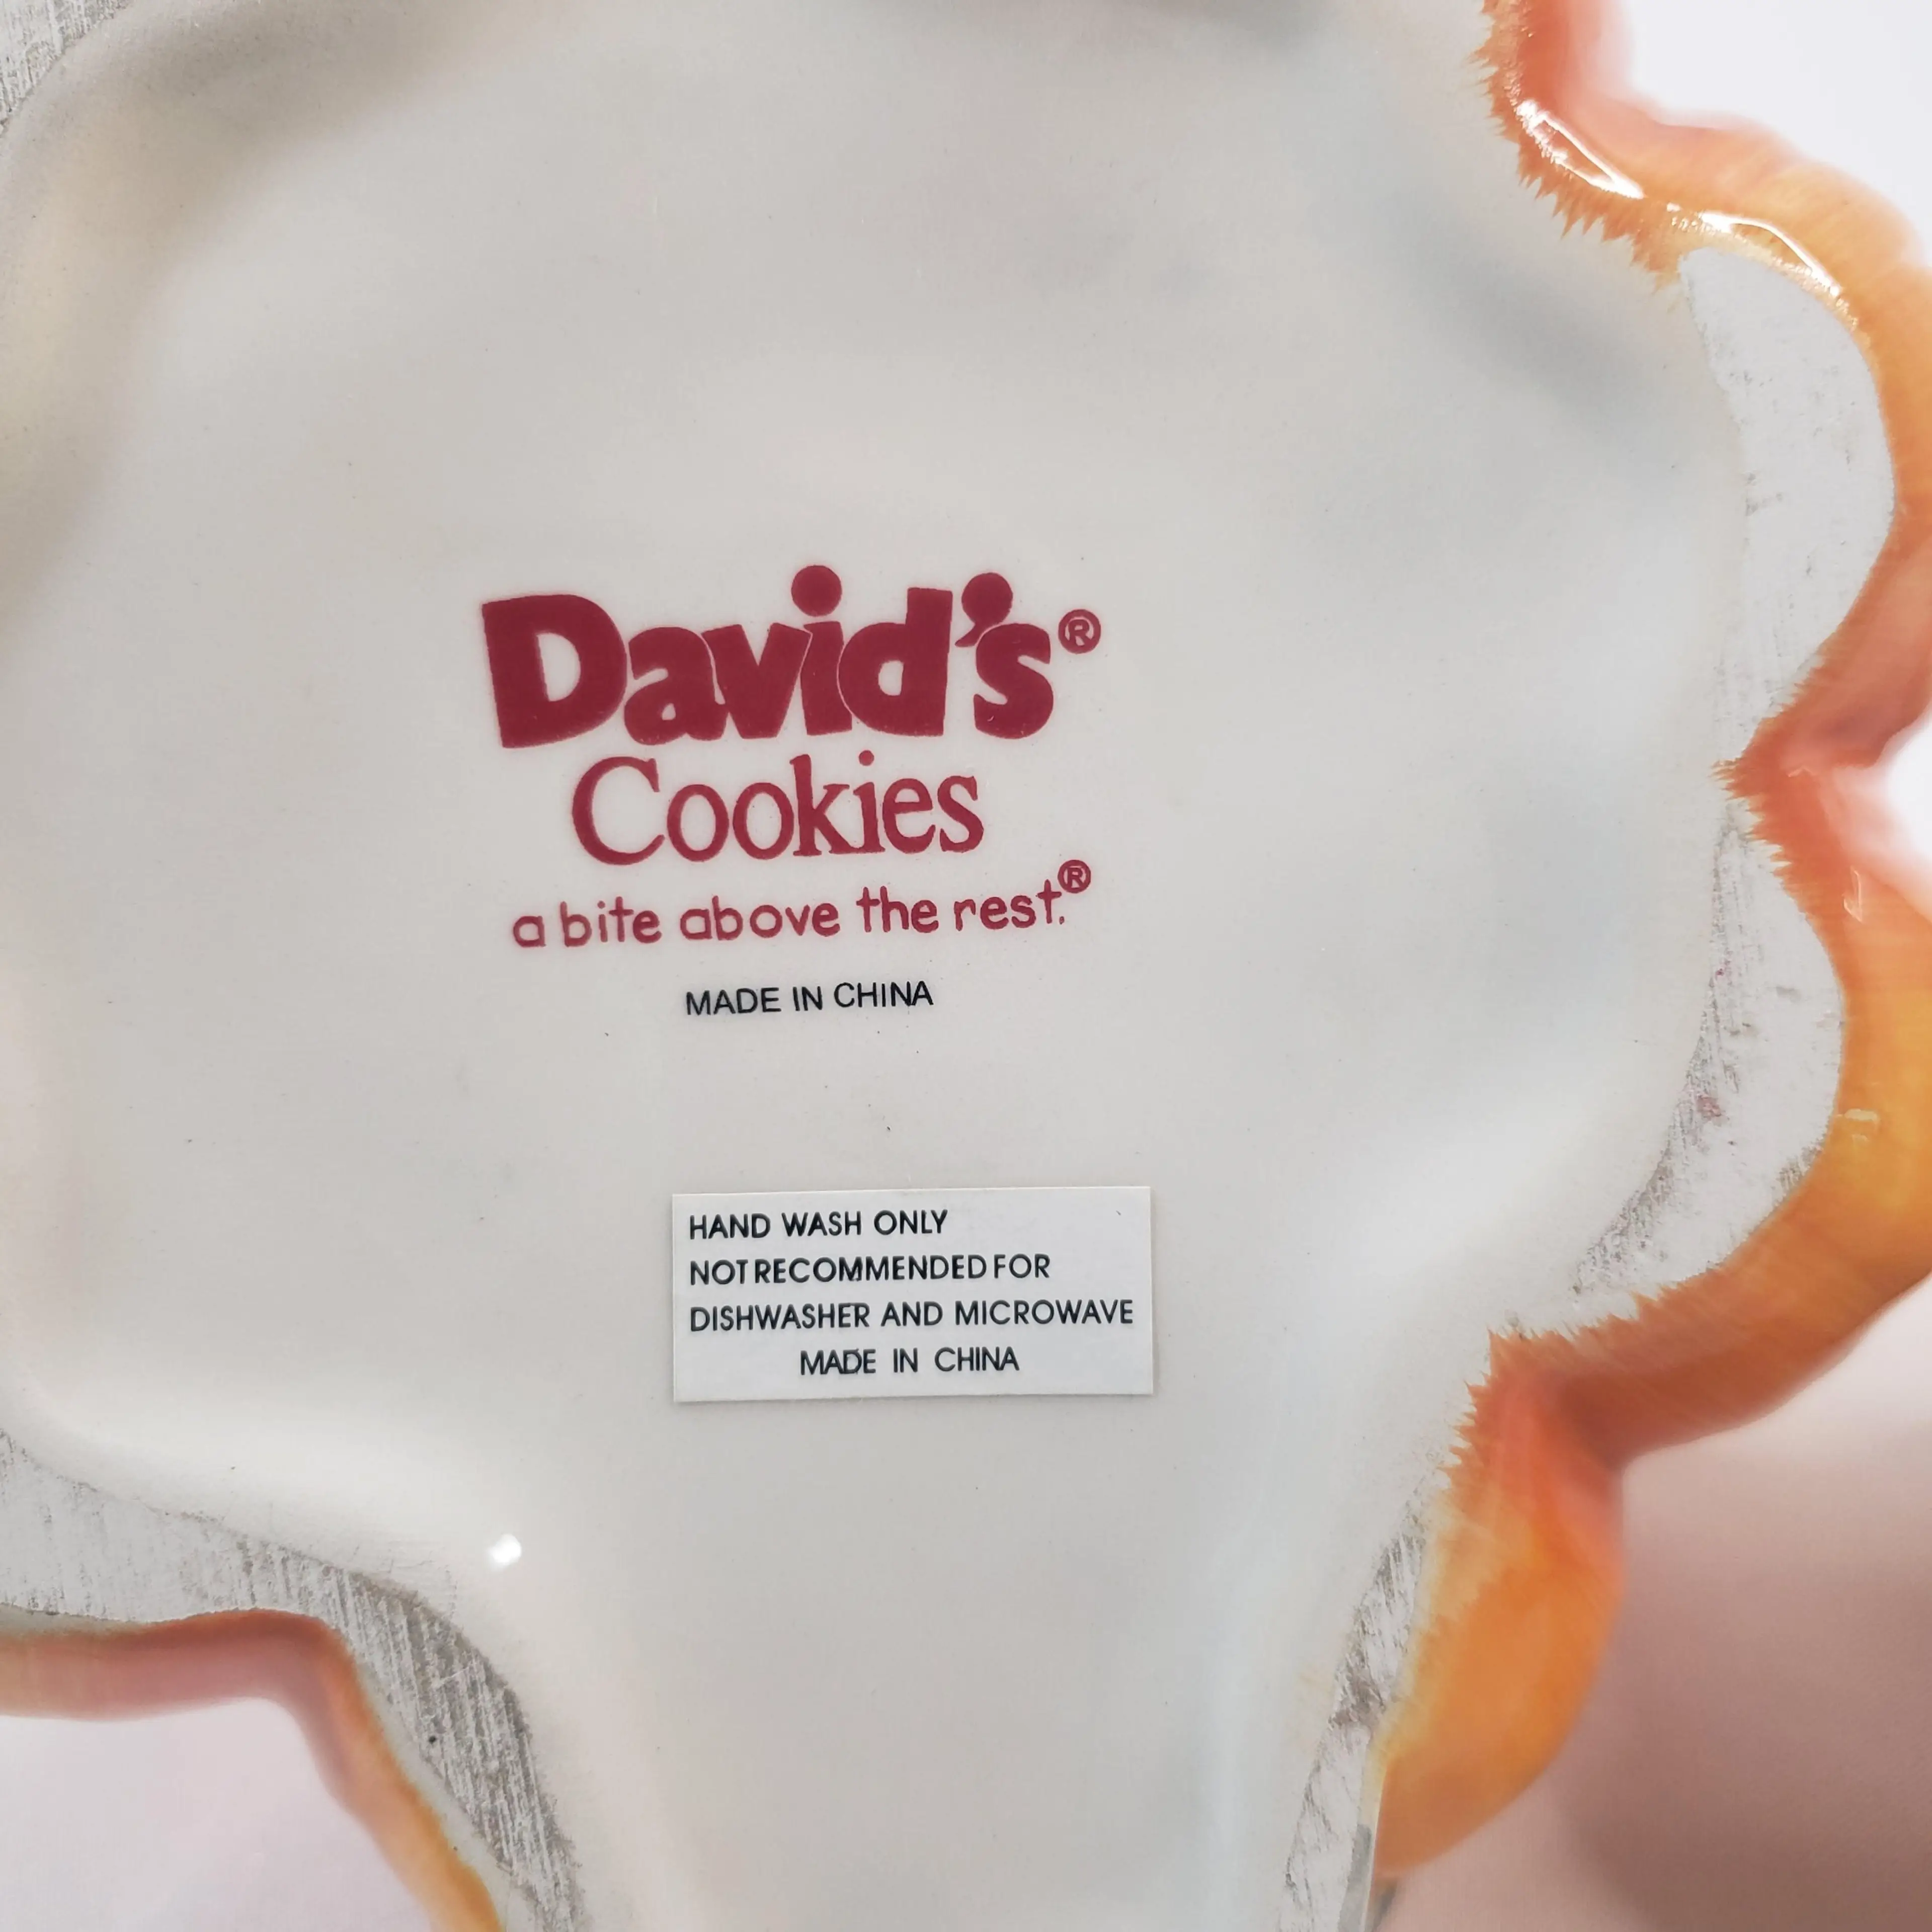 David's®
Cookies
a bite above the rest.®
MADE IN CHINA
HAND WASH ONLY
NOT RECOMMENDED FOR
DISHWASHER AND MICROWAVE
MADE IN CHINA